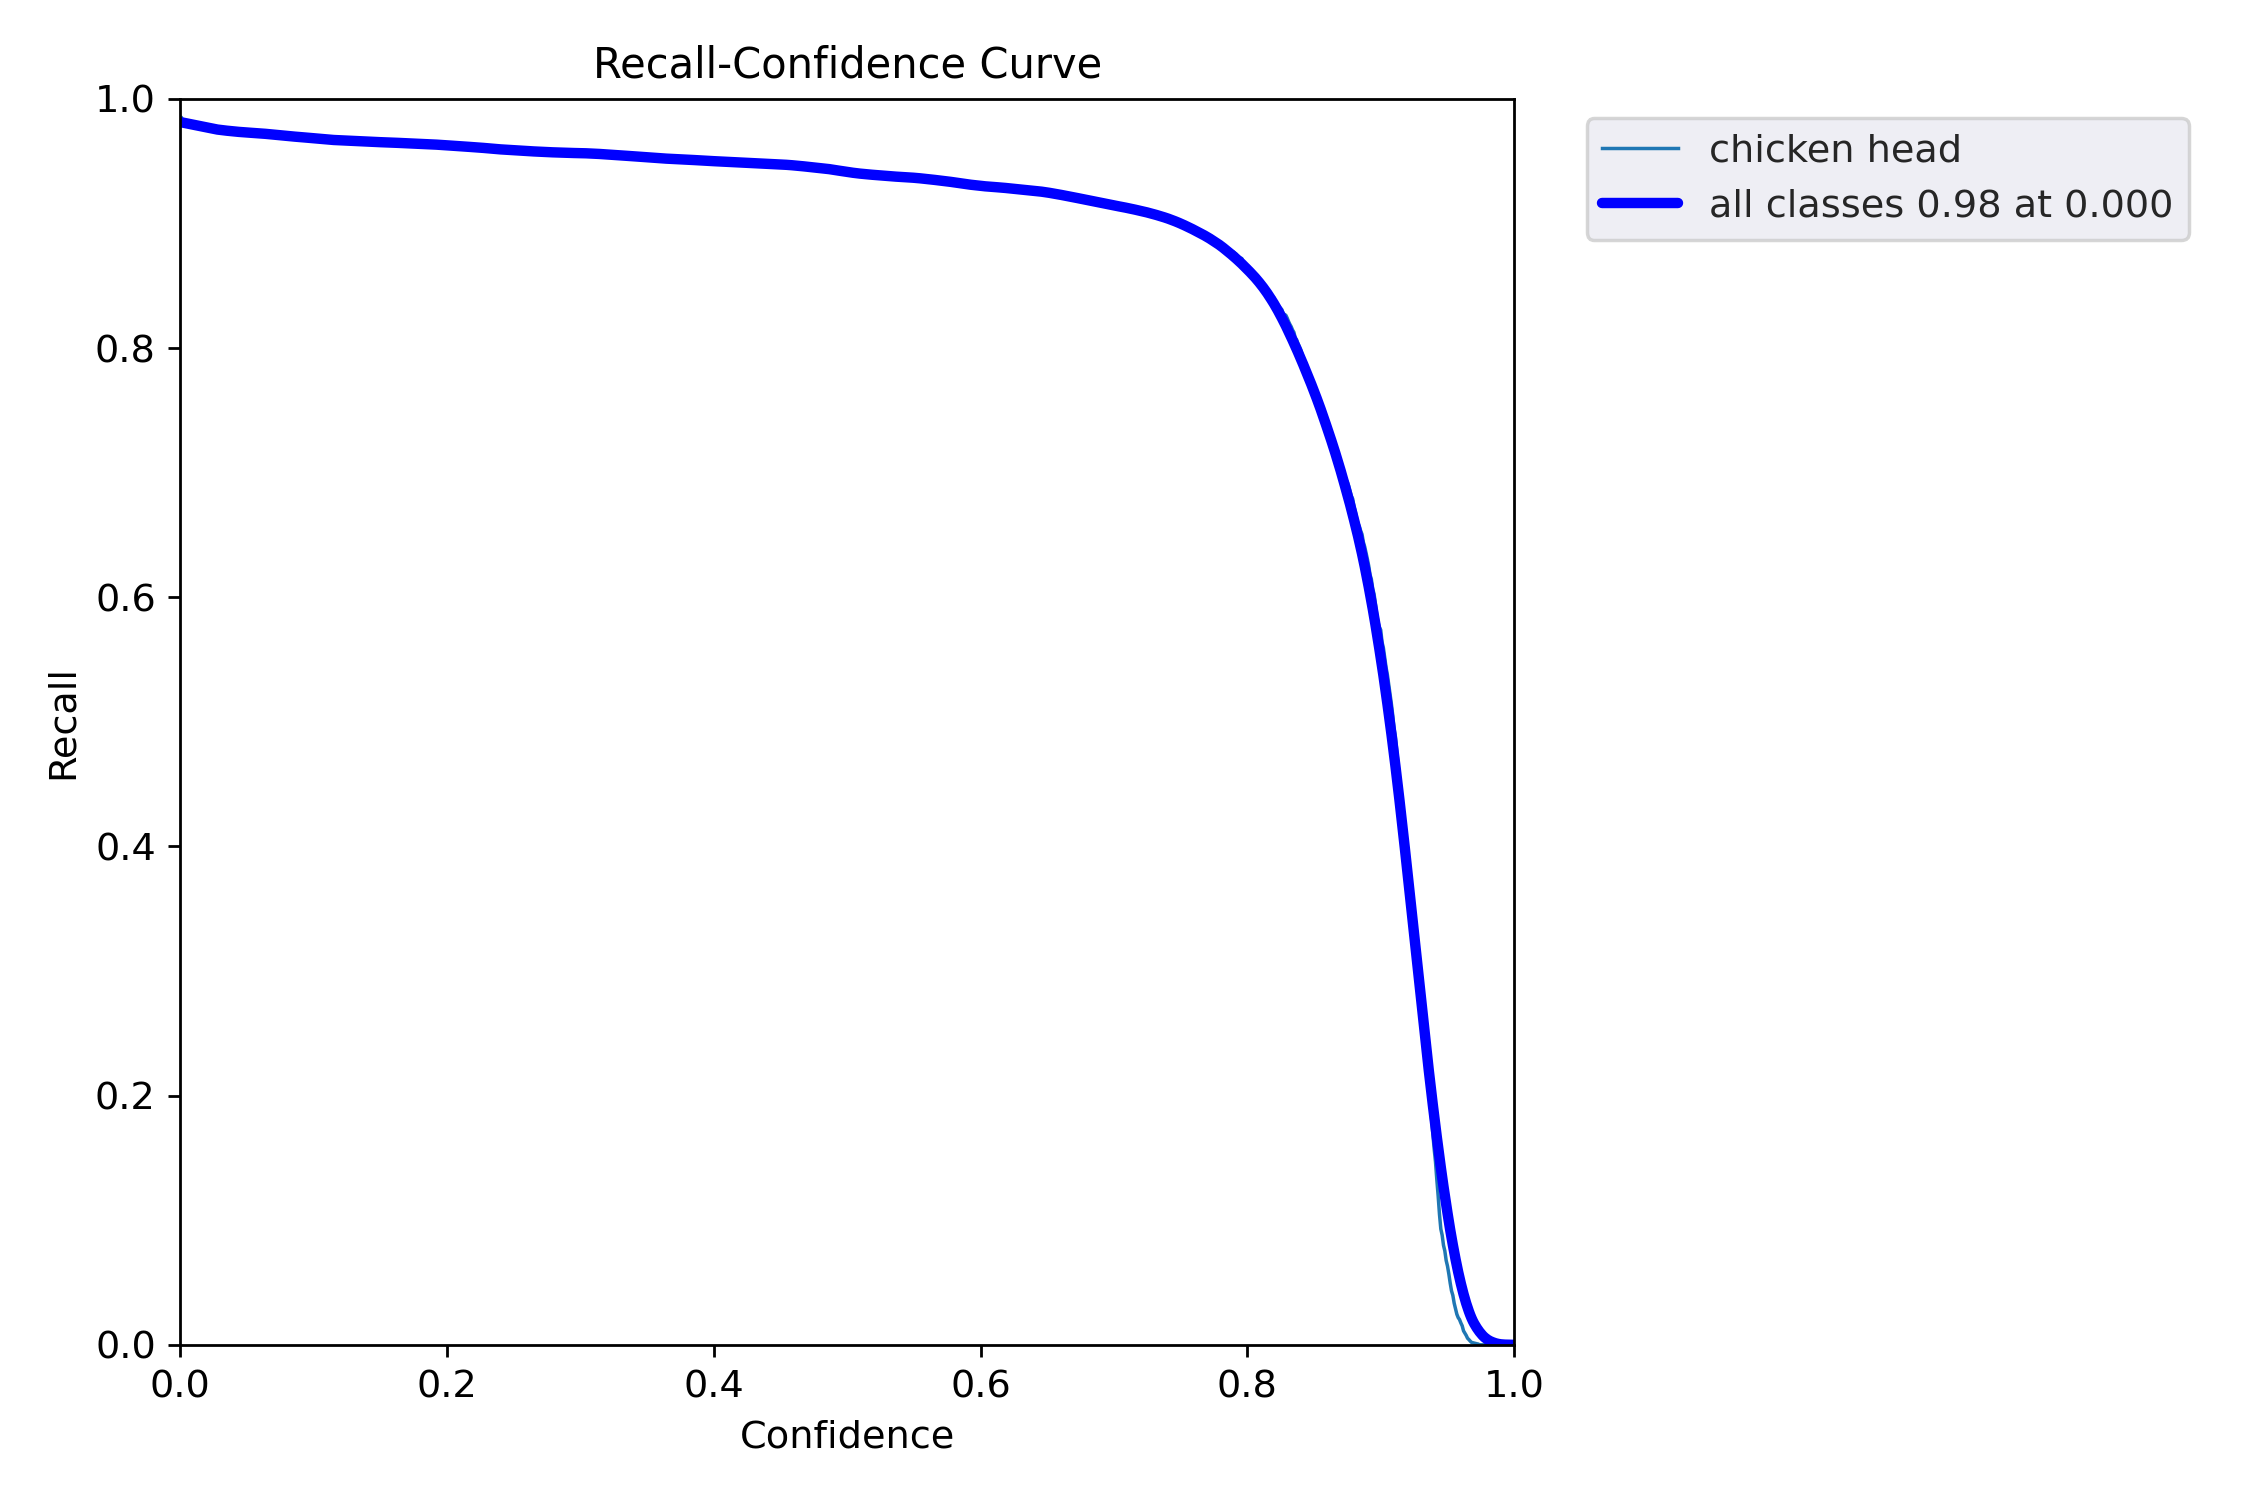 Recall-Confidence Curve
1.0
0.8
0.6
0.4
0.2
0.0
Recall
0.0 0.2 0.4 0.6 0.8 1.0
Confidence
chicken head
all classes 0.98 at 0.000